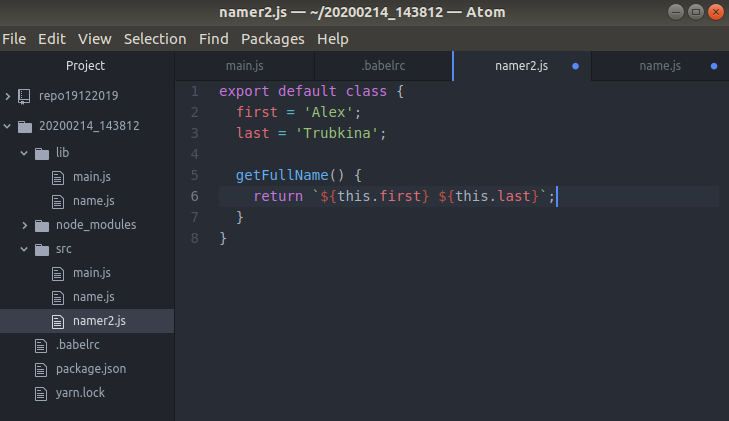 namer2.js — ~/20200214_143812 — Atom
File Edit View Selection Find Packages Help
Project
main.js .babelrc namer2.js name.js
repo19122019
20200214_143812
lib
main.js
name.js
node_modules
src
main.js
name.js
namer2.js
.babelrc
package.json
yarn.lock
1 export default class {
2   first = 'Alex';
3   last = 'Trubkina';
4
5   getFullName() {
6     return `${this.first} ${this.last}`;
7   }
8 }